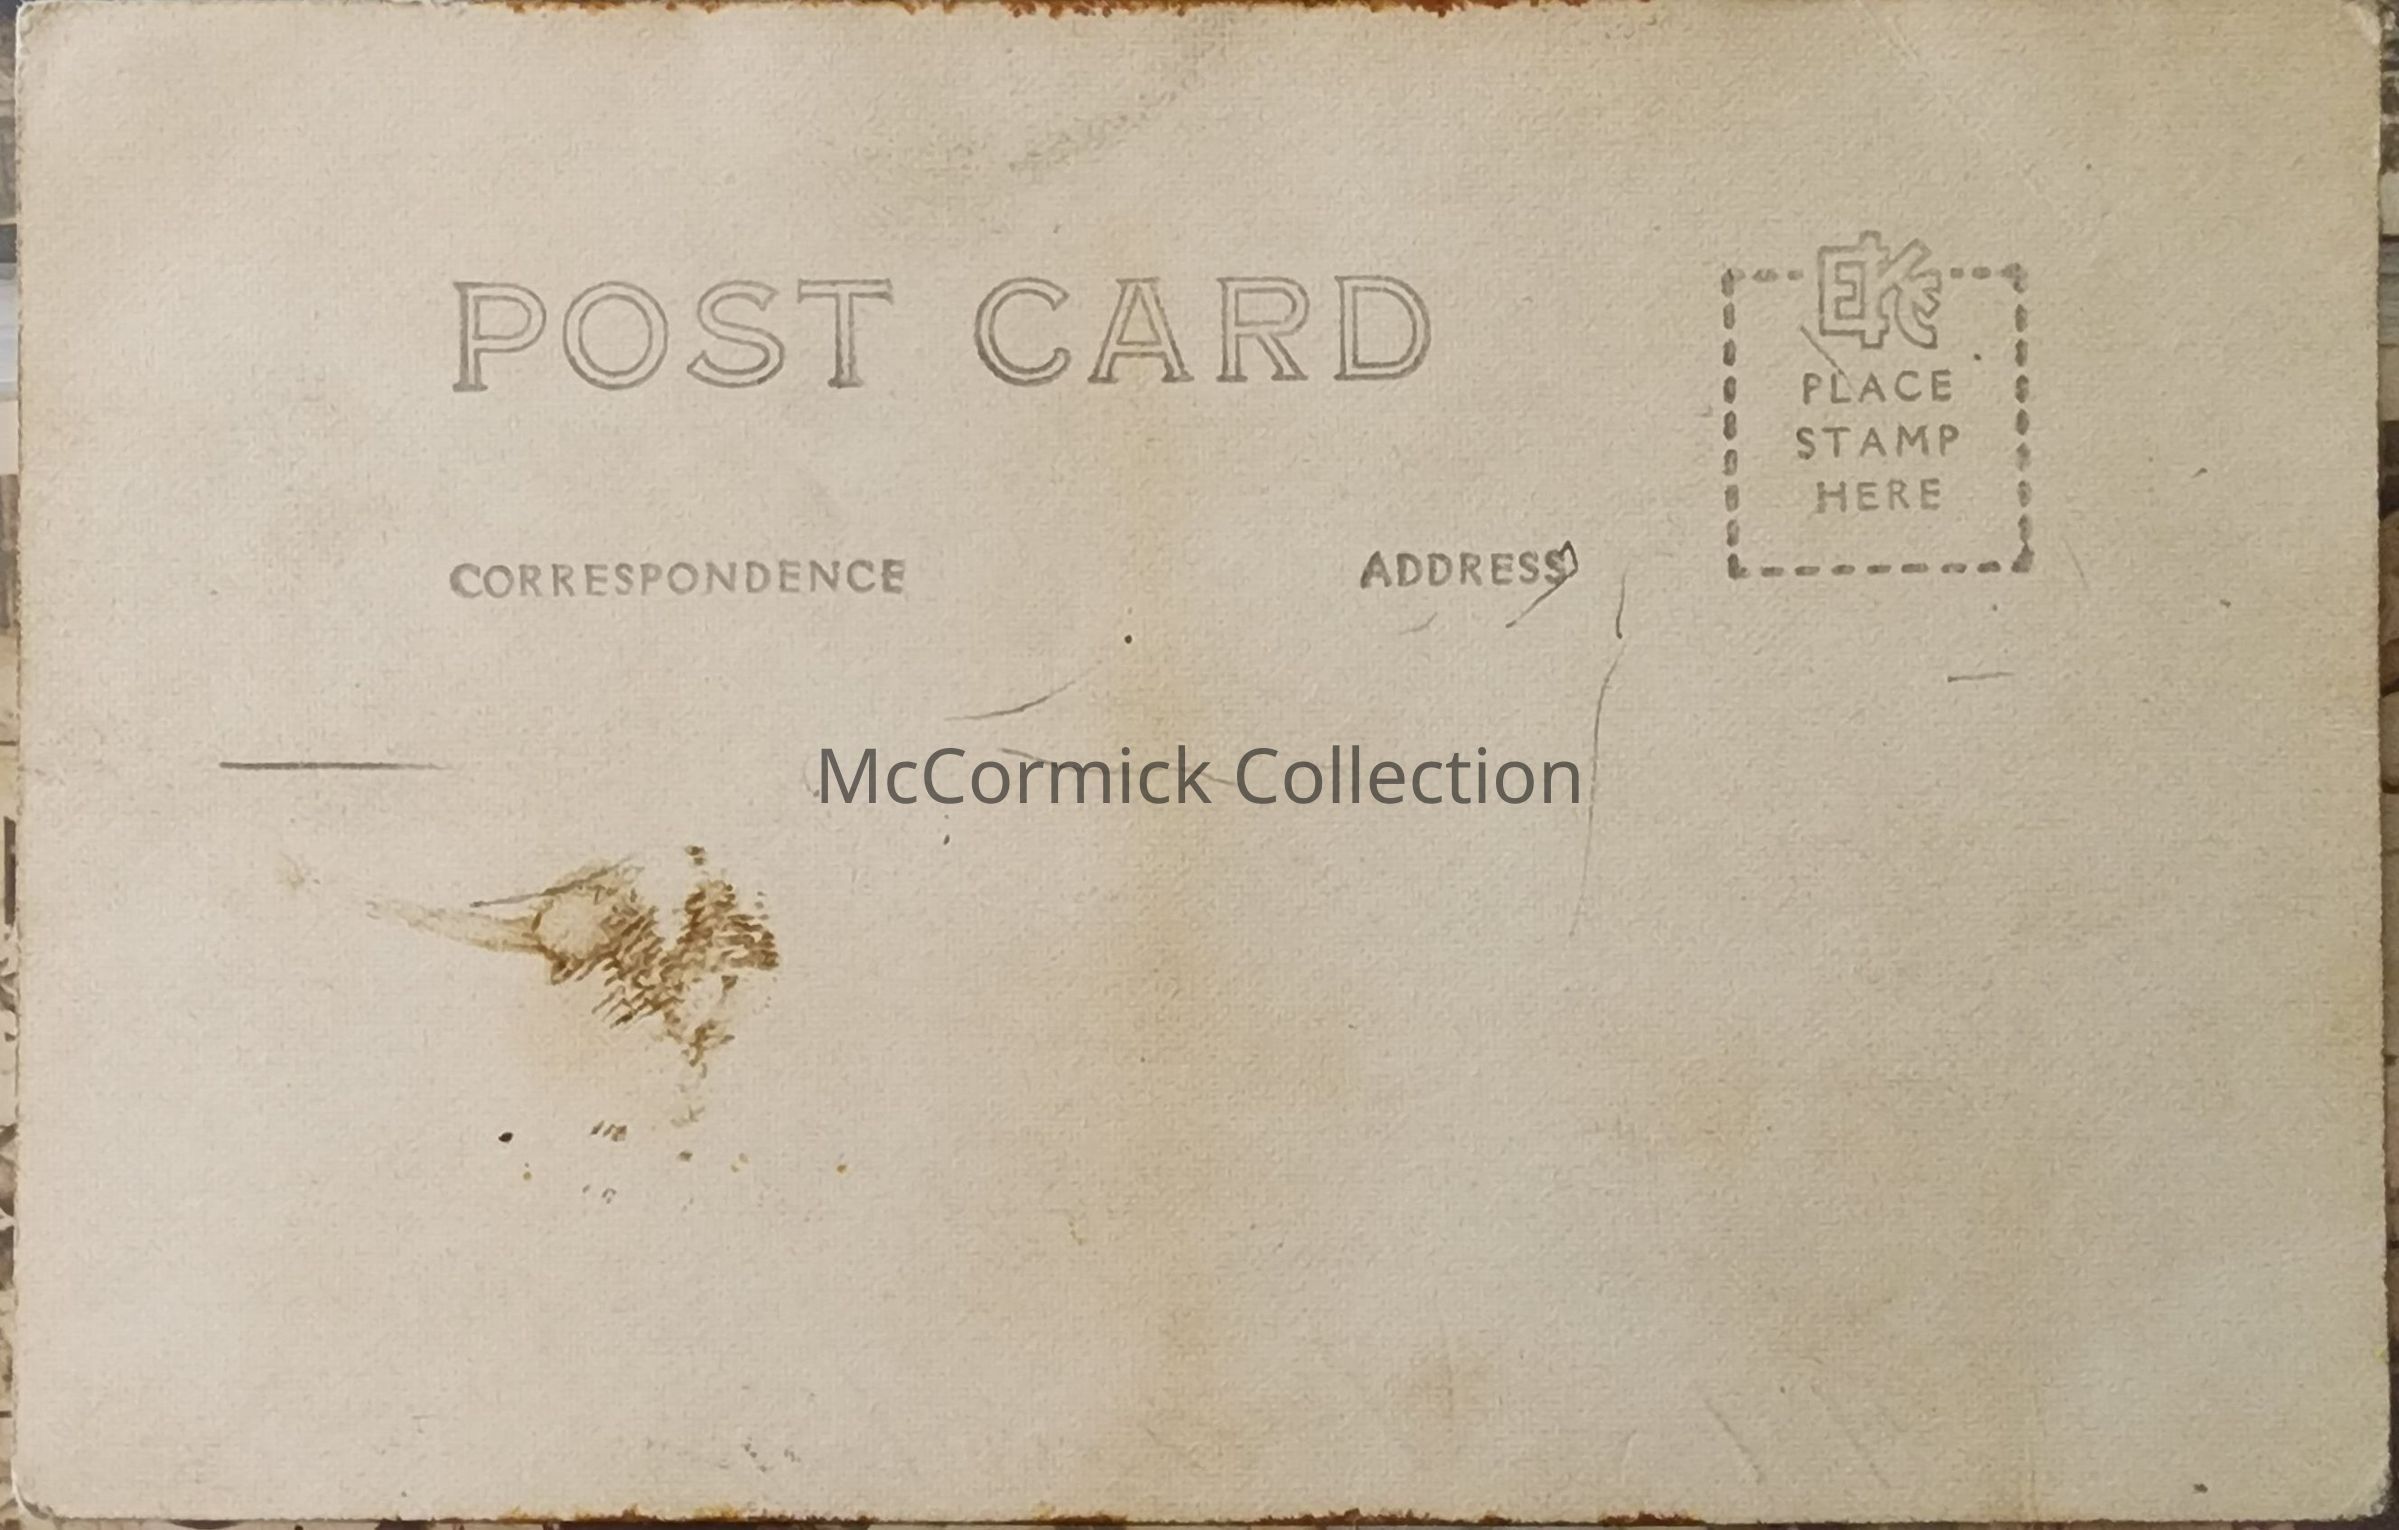 POST CARD
EKC
PLACE
STAMP
HERE
CORRESPONDENCE
ADDRESS
McCormick Collection